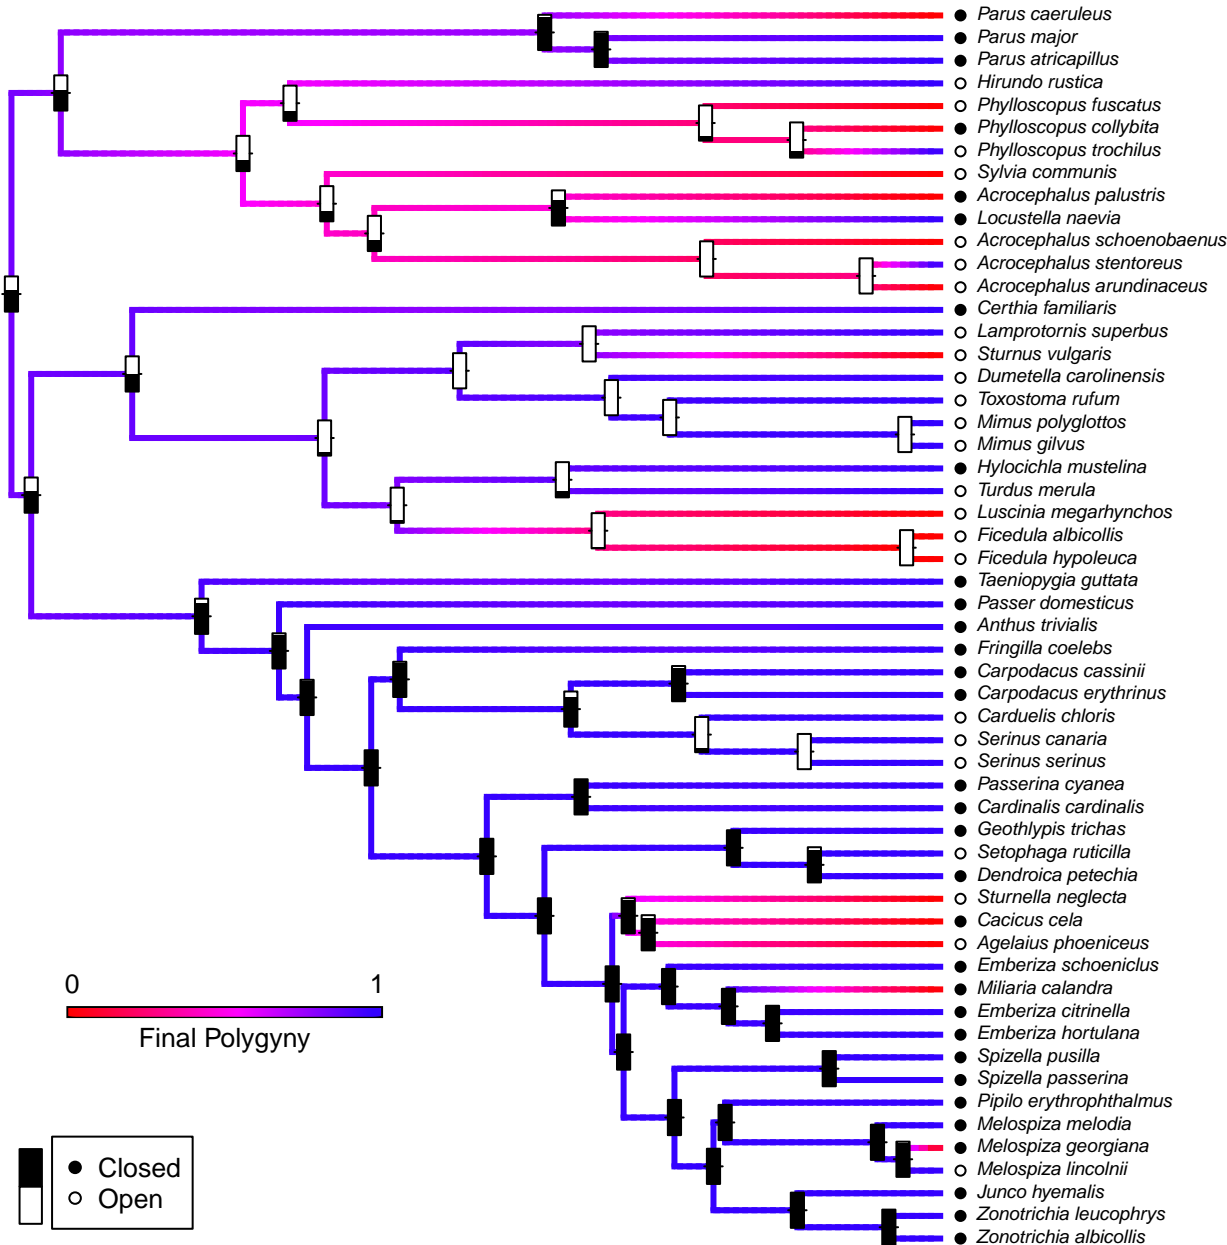 Parus caeruleus
Parus major
Parus atricapillus
Hirundo rustica
Phylloscopus fuscatus
Phylloscopus collybita
Phylloscopus trochilus
Sylvia communis
Acrocephalus palustris
Locustella naevia
Acrocephalus schoenobaenus
Acrocephalus stentoreus
Acrocephalus arundinaceus
Certhia familiaris
Lamprotornis superbus
Sturnus vulgaris
Dumetella carolinensis
Toxostoma rufum
Mimus polyglottos
Mimus gilvus
Hylocichla mustelina
Turdus merula
Luscinia megarhynchos
Ficedula albicollis
Ficedula hypoleuca
Taeniopygia guttata
Passer domesticus
Anthus trivialis
Fringilla coelebs
Carpodacus cassinii
Carpodacus erythrinus
Carduelis chloris
Serinus canaria
Serinus serinus
Passerina cyanea
Cardinalis cardinalis
Geothlypis trichas
Setophaga ruticilla
Dendroica petechia
Sturnella neglecta
Cacicus cela
Agelaius phoeniceus
Emberiza schoeniclus
Miliaria calandra
Emberiza citrinella
Emberiza hortulana
Spizella pusilla
Spizella passerina
Pipilo erythrophthalmus
Melospiza melodia
Melospiza georgiana
Melospiza lincolnii
Junco hyemalis
Zonotrichia leucophrys
Zonotrichia albicollis
0 1
Final Polygyny
Closed
Open